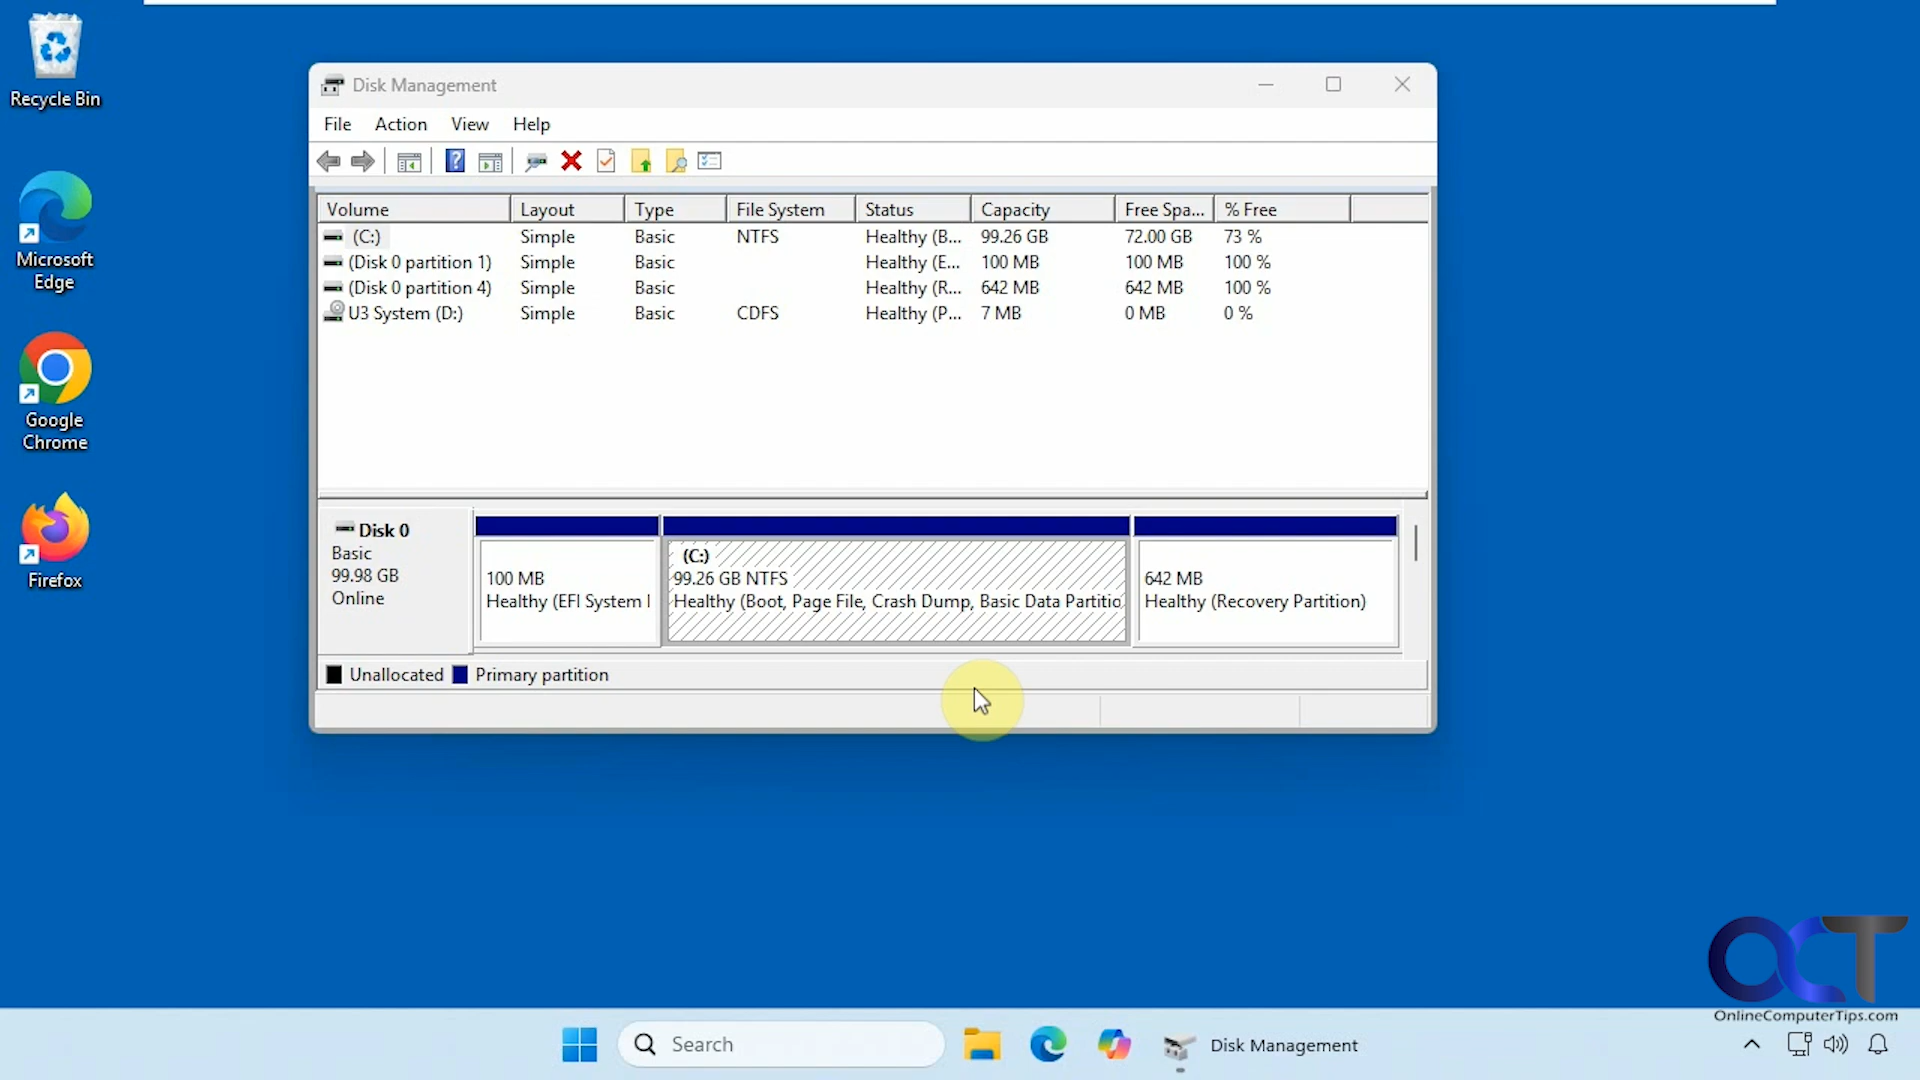 Recycle Bin
Microsoft
Edge
Google
Chrome
Firefox
Disk Management
File Action View Help
Volume Layout Type File System Status Capacity Free Spa... % Free
(C:) Simple Basic NTFS Healthy (B... 99.26 GB 72.00 GB 73 %
(Disk 0 partition 1) Simple Basic Healthy (E... 100 MB 100 MB 100 %
(Disk 0 partition 4) Simple Basic Healthy (R... 642 MB 642 MB 100 %
U3 System (D:) Simple Basic CDFS Healthy (P... 7 MB 0 MB 0 %
Disk 0
Basic
99.98 GB
Online
100 MB
Healthy (EFI System
(C:)
99.26 GB NTFS
Healthy (Boot, Page File, Crash Dump, Basic Data Partitio
642 MB
Healthy (Recovery Partition)
Unallocated Primary partition
OCT
OnlineComputerTips.com
Search
Disk Management